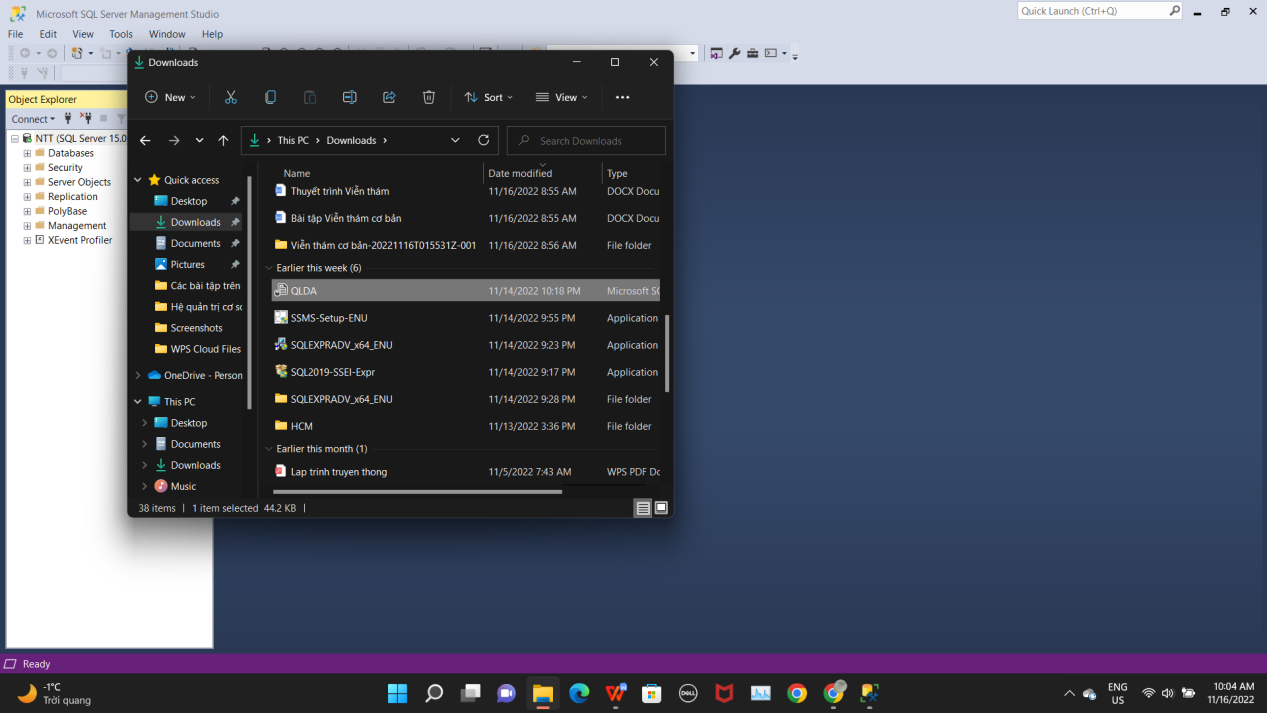 Microsoft SQL Server Management Studio
Quick Launch (Ctrl+Q)
File Edit View Tools Window Help
Object Explorer
Connect
NTT (SQL Server 15.0
Databases
Security
Server Objects
Replication
PolyBase
Management
XEvent Profiler
Downloads
New
Sort
View
This PC
Downloads
Search Downloads
Quick access
Desktop
Downloads
Documents
Pictures
Các bài tập trên
Hệ quản trị cơ sở
Screenshots
WPS Cloud Files
OneDrive - Person
This PC
Desktop
Documents
Downloads
Music
Name Date modified Type
Thuyết trình Viễn thám 11/16/2022 8:55 AM DOCX Docu
Bài tập Viễn thám cơ bản 11/16/2022 8:55 AM DOCX Docu
Viễn thám cơ bản-20221116T015531Z-001 11/16/2022 8:56 AM File folder
Earlier this week (6)
QLDA 11/14/2022 10:18 PM Microsoft SQ
SSMS-Setup-ENU 11/14/2022 9:55 PM Application
SQLEXPRADV_x64_ENU 11/14/2022 9:23 PM Application
SQL2019-SSEI-Expr 11/14/2022 9:17 PM Application
SQLEXPRADV_x64_ENU 11/14/2022 9:28 PM File folder
HCM 11/13/2022 3:36 PM File folder
Earlier this month (1)
Lap trinh truyen thong 11/5/2022 7:43 AM WPS PDF Do
38 items 1 item selected 44.2 KB
Ready
-1°C
Trời quang
DELL
ENG
US
10:04 AM
11/16/2022